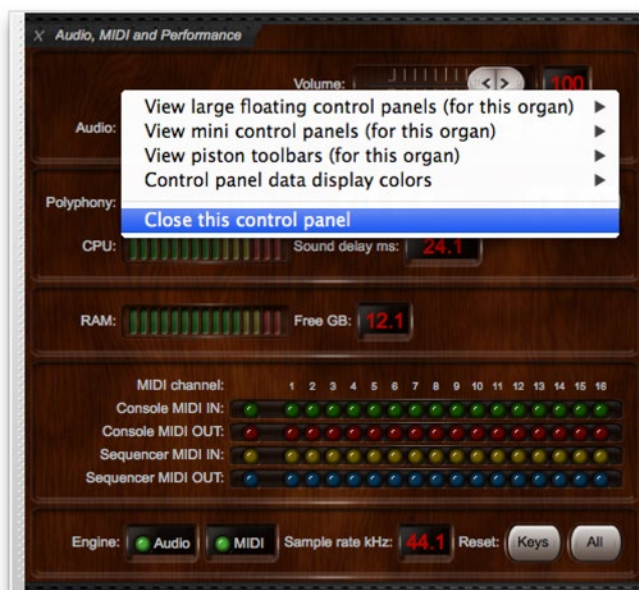 X Audio, MIDI and Performance
Volume: < > 100
View large floating control panels (for this organ)
View mini control panels (for this organ)
Audio:
View piston toolbars (for this organ)
Control panel data display colors
Polyphony:
Close this control panel
CPU: Sound delay ms: 24.1
RAM: Free GB: 12.1
MIDI channel: 1 2 3 4 5 6 7 8 9 10 11 12 13 14 15 16
Console MIDI IN:
Console MIDI OUT:
Sequencer MIDI IN:
Sequencer MIDI OUT:
Engine: Audio MIDI Sample rate kHz: 44.1 Reset: Keys All